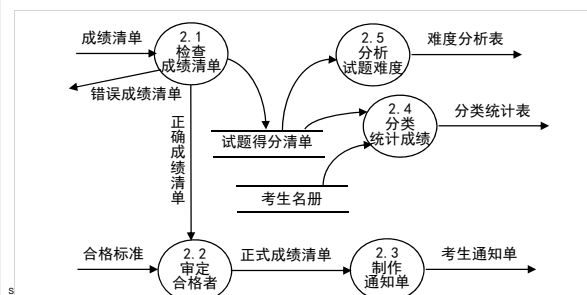 成绩清单
2.1
检查
成绩清单
错误成绩清单
2.5
分析
试题难度
难度分析表
2.4
分类
统计成绩
分类统计表
试题得分清单
正确成绩清单
考生名册
合格标准
2.2
审定
合格者
正式成绩清单
2.3
制作
通知单
考生通知单
s